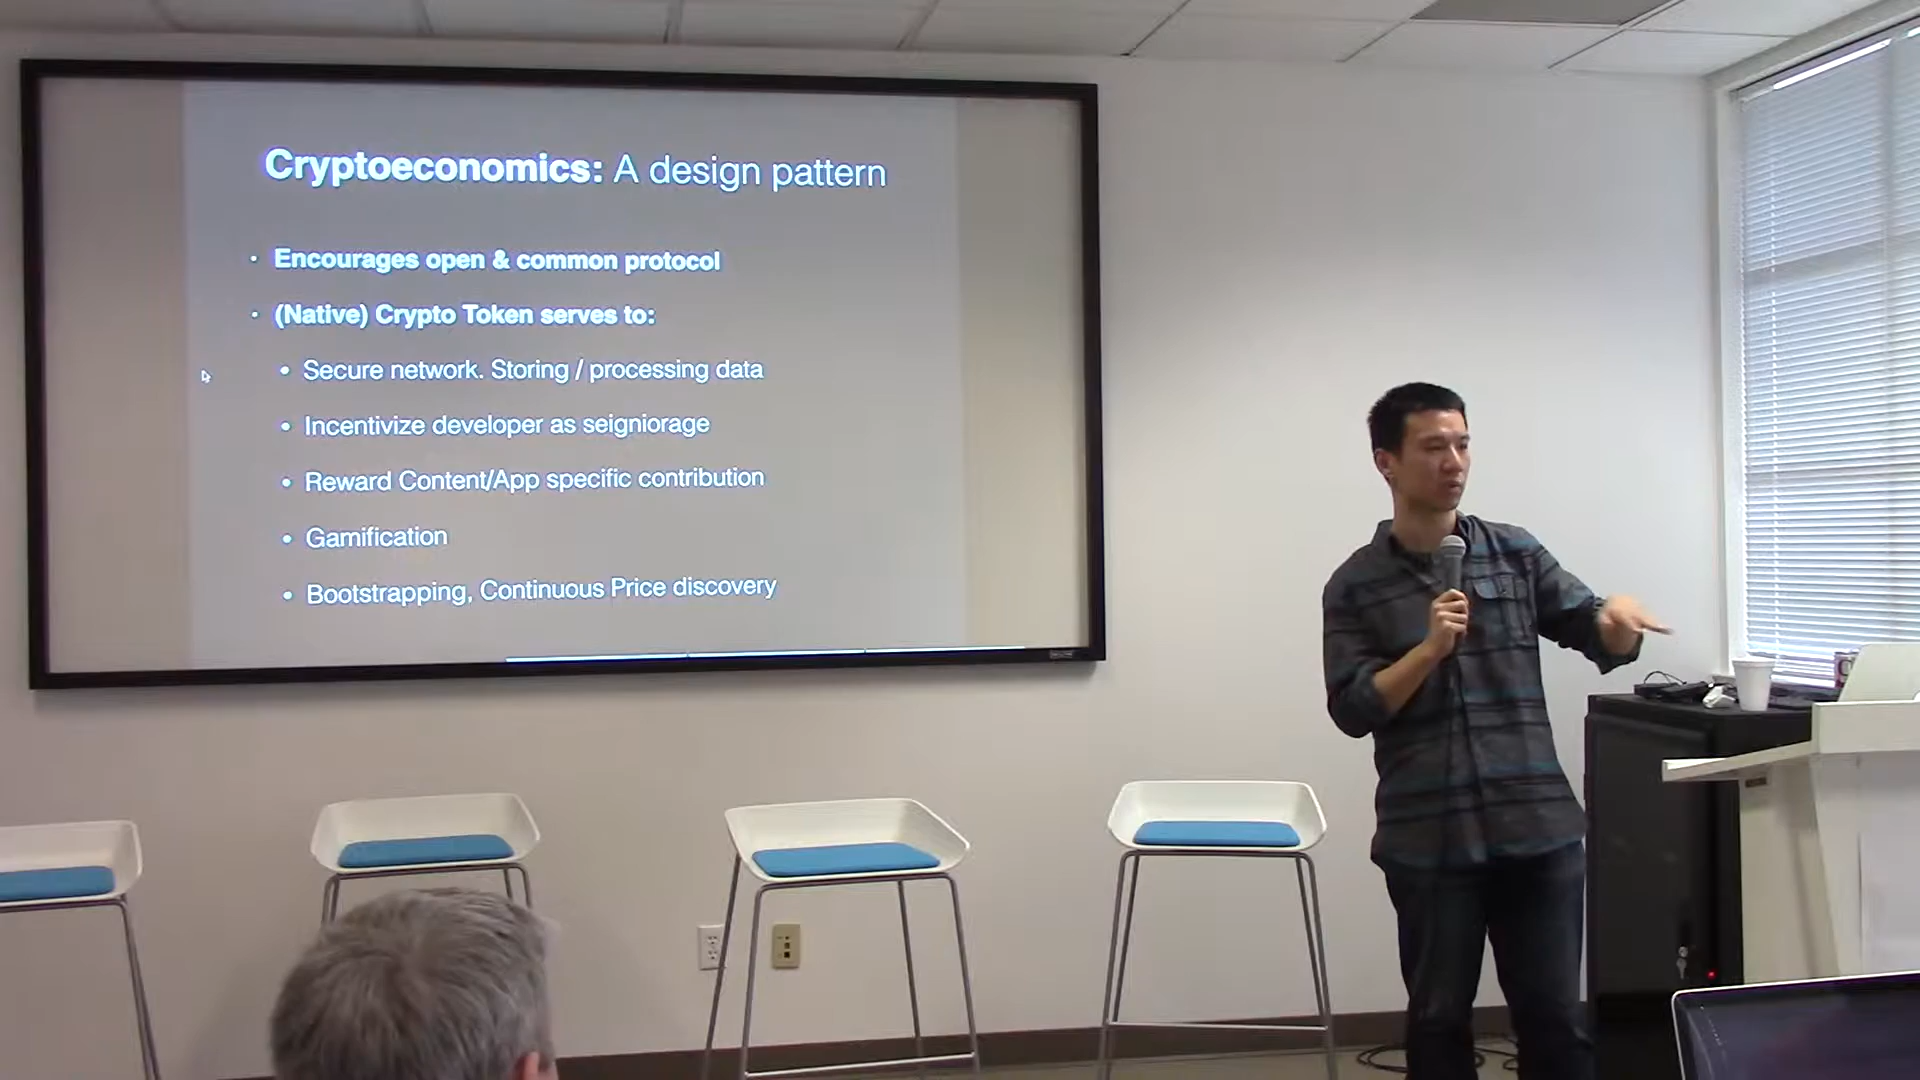 Cryptoeconomics: A design pattern
• Encourages open & common protocol
• (Native) Crypto Token serves to:
• Secure network. Storing / processing data
• Incentivize developer as seigniorage
• Reward Content/App specific contribution
• Gamification
• Bootstrapping, Continuous Price discovery